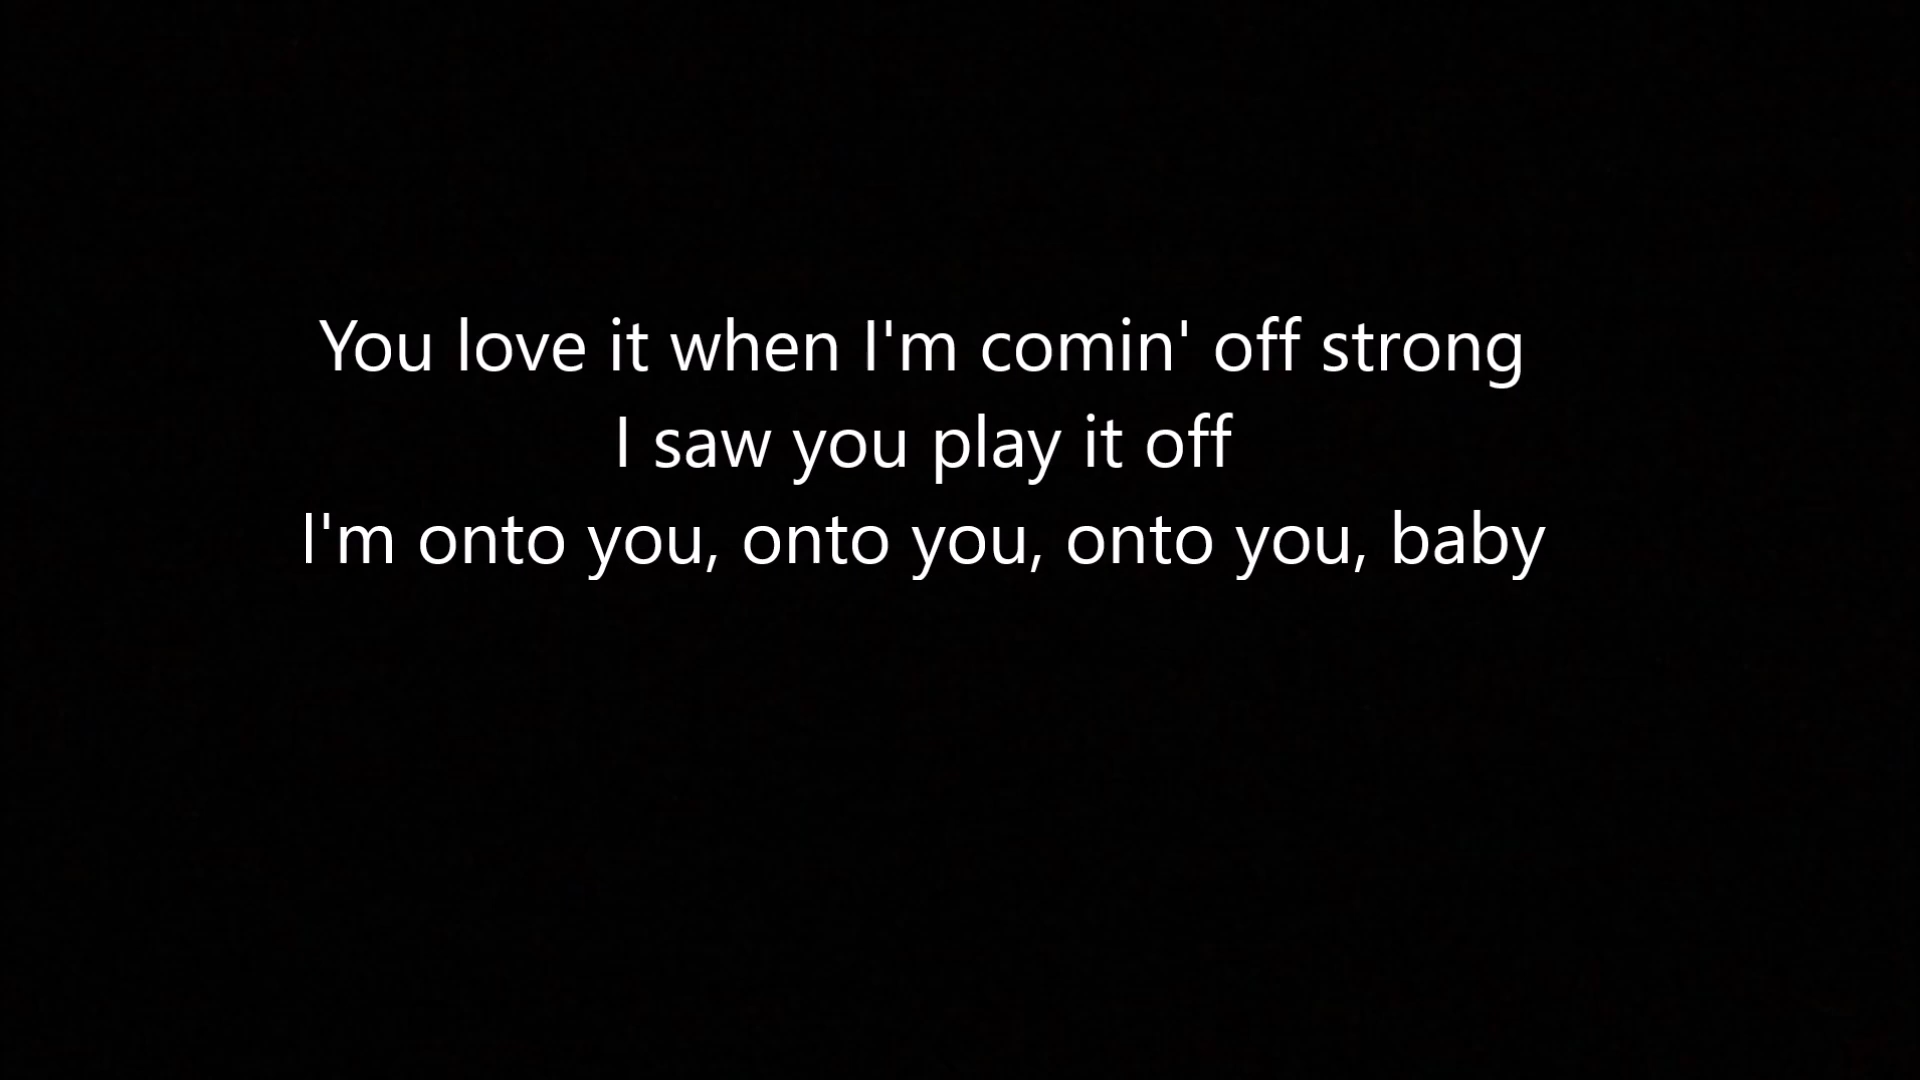 You love it when I'm comin' off strong
I saw you play it off
I'm onto you, onto you, onto you, baby